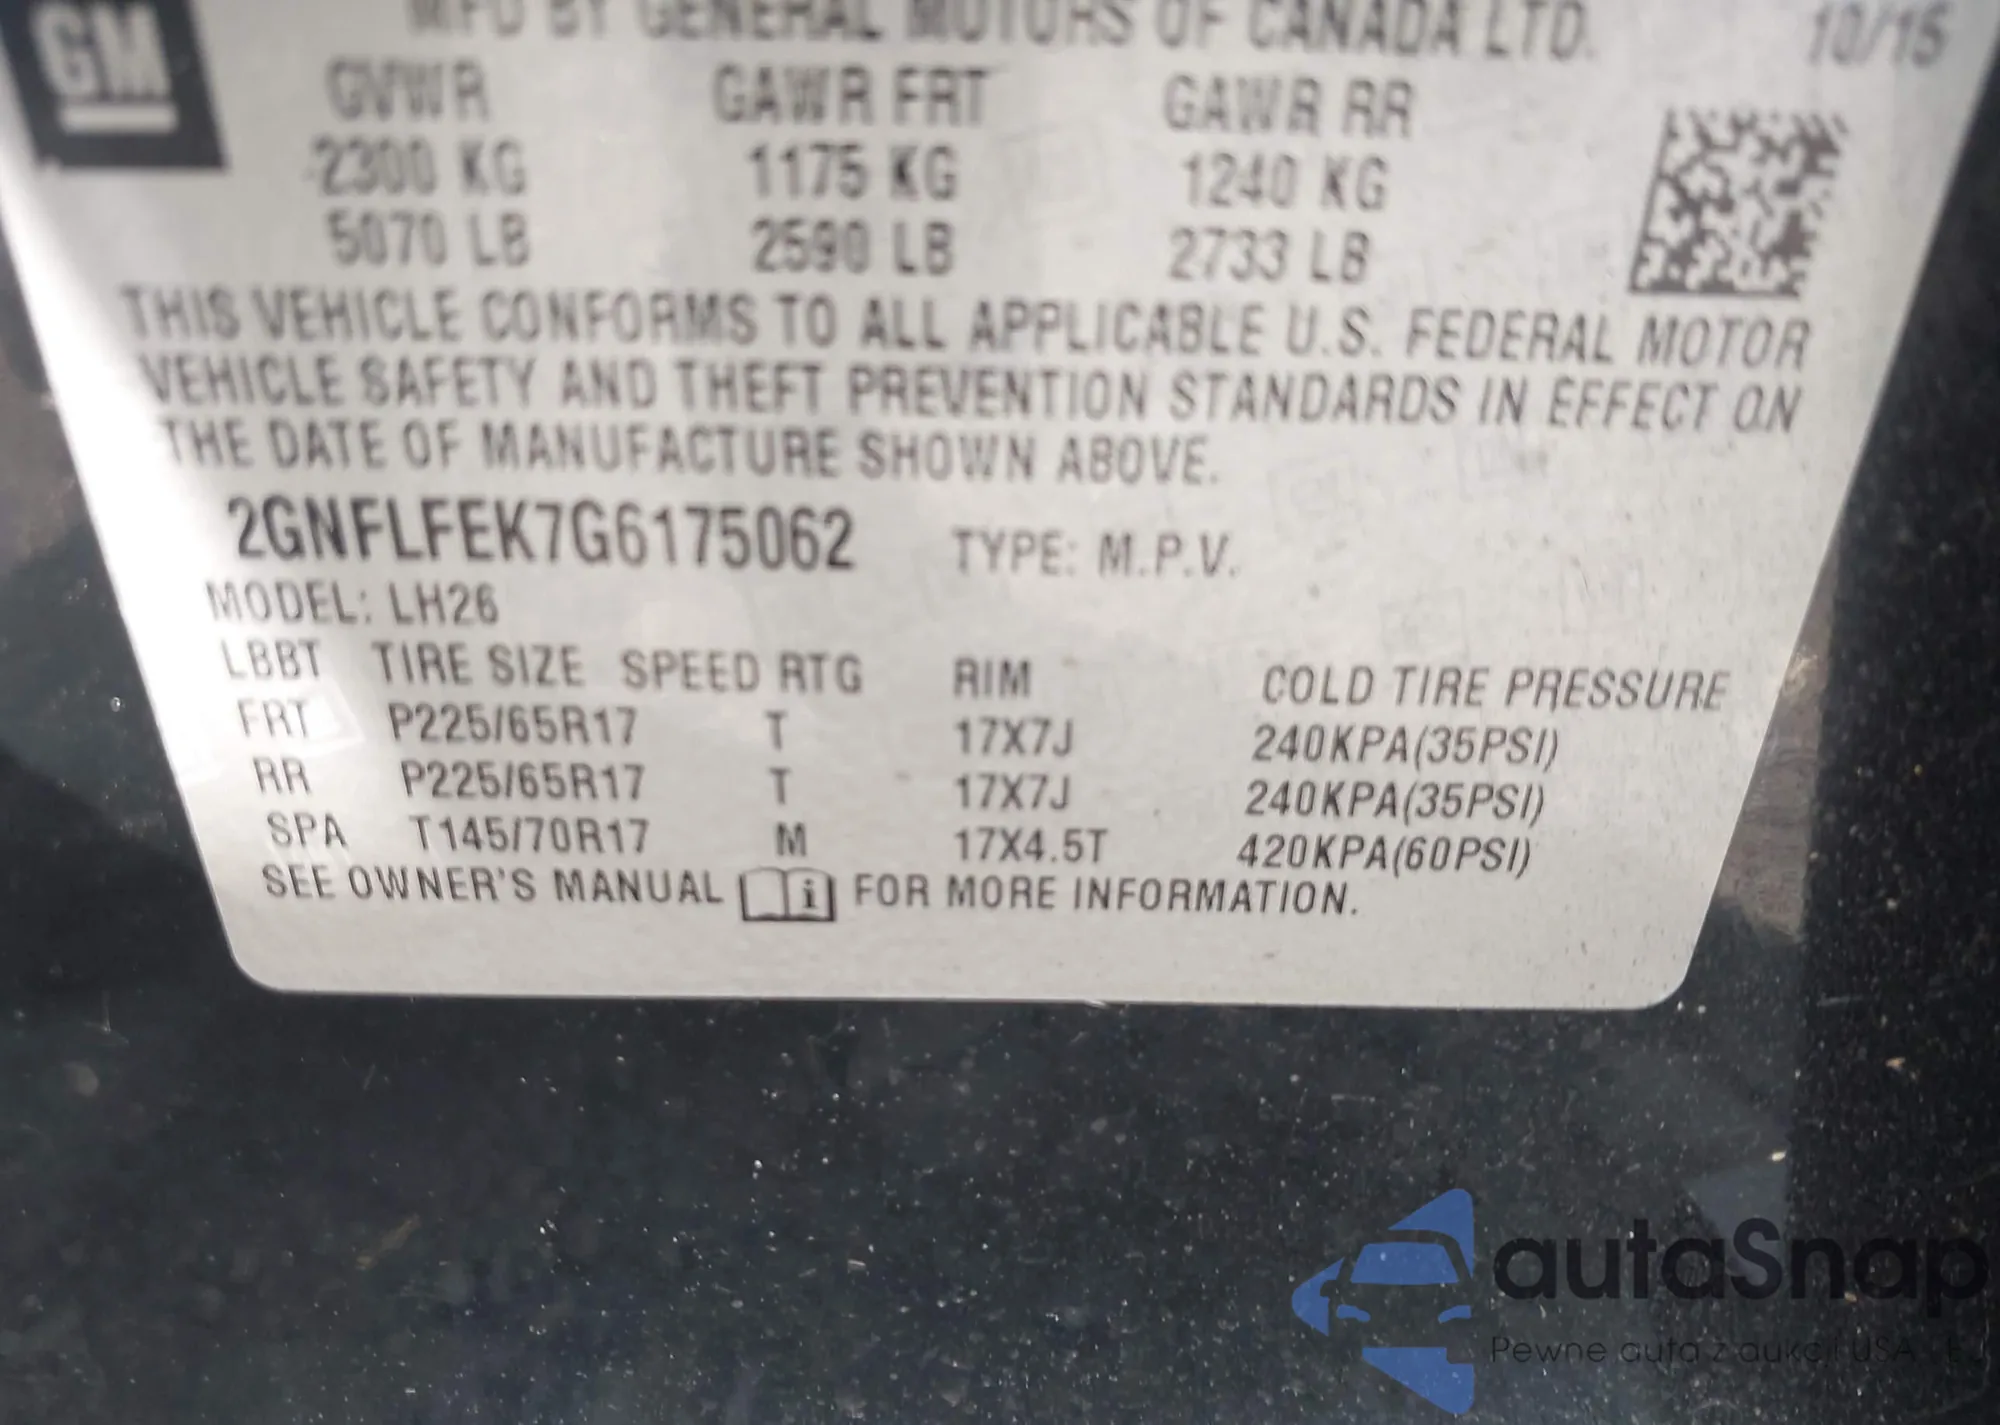 GM
MFD BY GENERAL MOTORS OF CANADA LTD. 10/15
GVWR GAWR FRT GAWR RR
2300 KG 1175 KG 1240 KG
5070 LB 2590 LB 2733 LB
THIS VEHICLE CONFORMS TO ALL APPLICABLE U.S. FEDERAL MOTOR
VEHICLE SAFETY AND THEFT PREVENTION STANDARDS IN EFFECT ON
THE DATE OF MANUFACTURE SHOWN ABOVE.
2GNFLFEK7G6175062 TYPE: M.P.V.
MODEL: LH26
LBBT TIRE SIZE SPEED RTG RIM COLD TIRE PRESSURE
FRT P225/65R17 T 17X7J 240KPA(35PSI)
RR P225/65R17 T 17X7J 240KPA(35PSI)
SPA T145/70R17 M 17X4.5T 420KPA(60PSI)
SEE OWNER'S MANUAL i FOR MORE INFORMATION.
autaSnap
Pewne auta z aukcji USA